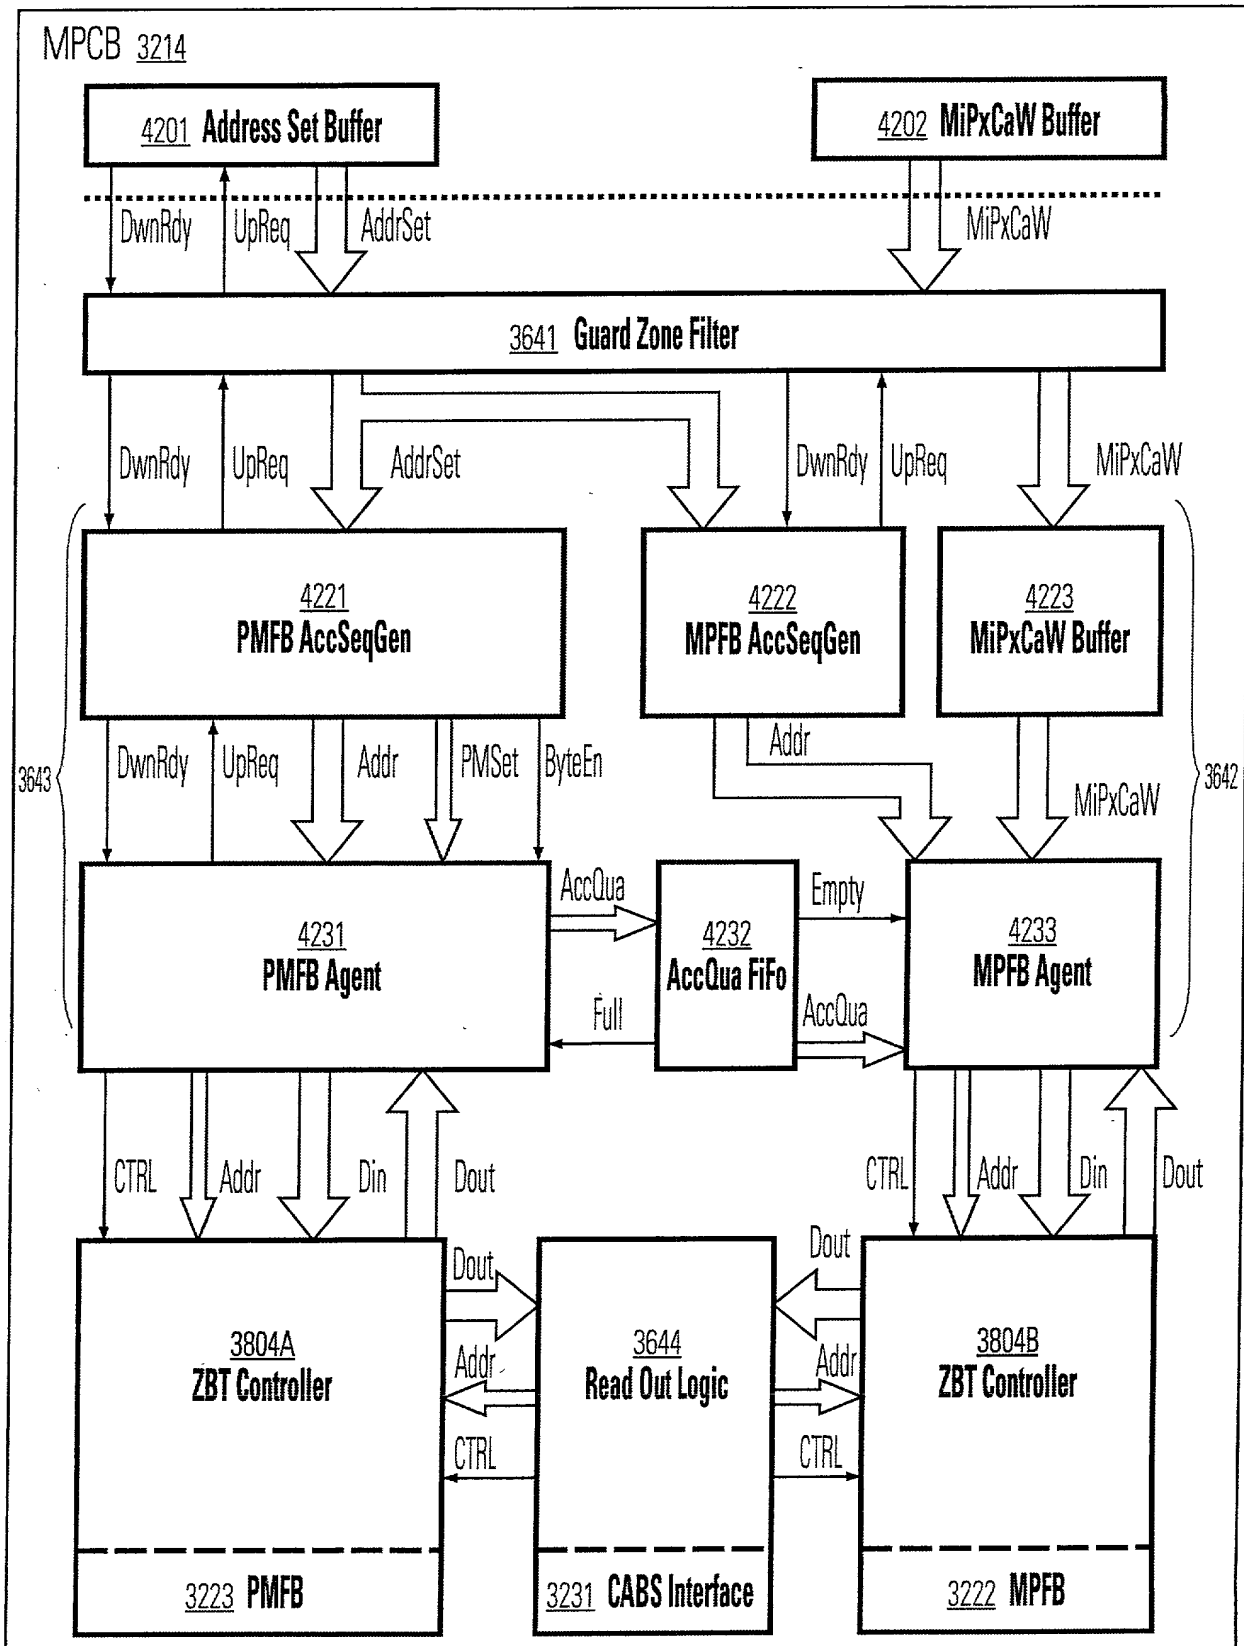 MPCB 3214
4201 Address Set Buffer
4202 MiPxCaW Buffer
DwnRdy
UpReq
AddrSet
MiPxCaW
3641 Guard Zone Filter
DwnRdy
UpReq
AddrSet
DwnRdy
UpReq
MiPxCaW
4221
PMFB AccSeqGen
4222
MPFB AccSeqGen
4223
MiPxCaW Buffer
3643
DwnRdy
UpReq
Addr
PMSet
ByteEn
Addr
MiPxCaW
3642
4231
PMFB Agent
AccQua
Full
4232
AccQua FiFo
Empty
AccQua
4233
MPFB Agent
CTRL
Addr
Din
Dout
CTRL
Addr
Din
Dout
3804A
ZBT Controller
Dout
Addr
CTRL
3644
Read Out Logic
Dout
Addr
CTRL
3804B
ZBT Controller
3223 PMFB
3231 CABS Interface
3222 MPFB